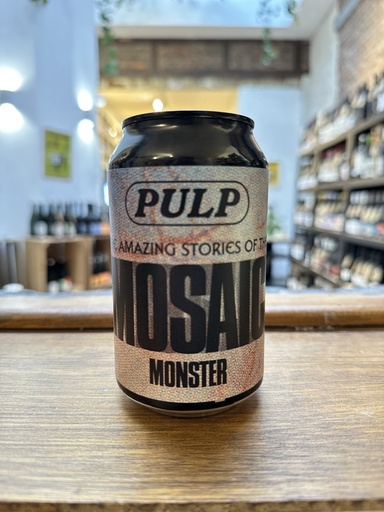 PULP
AMAZING STORIES OF
MOSAIC
MONSTER